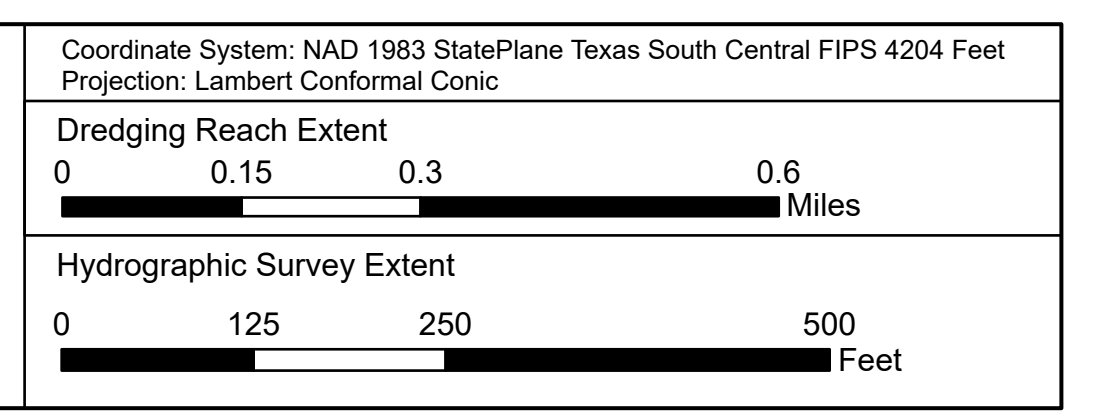 Coordinate System: NAD 1983 StatePlane Texas South Central FIPS 4204 Feet
Projection: Lambert Conformal Conic
Dredging Reach Extent
0 0.15 0.3 0.6
Miles
Hydrographic Survey Extent
0 125 250 500
Feet